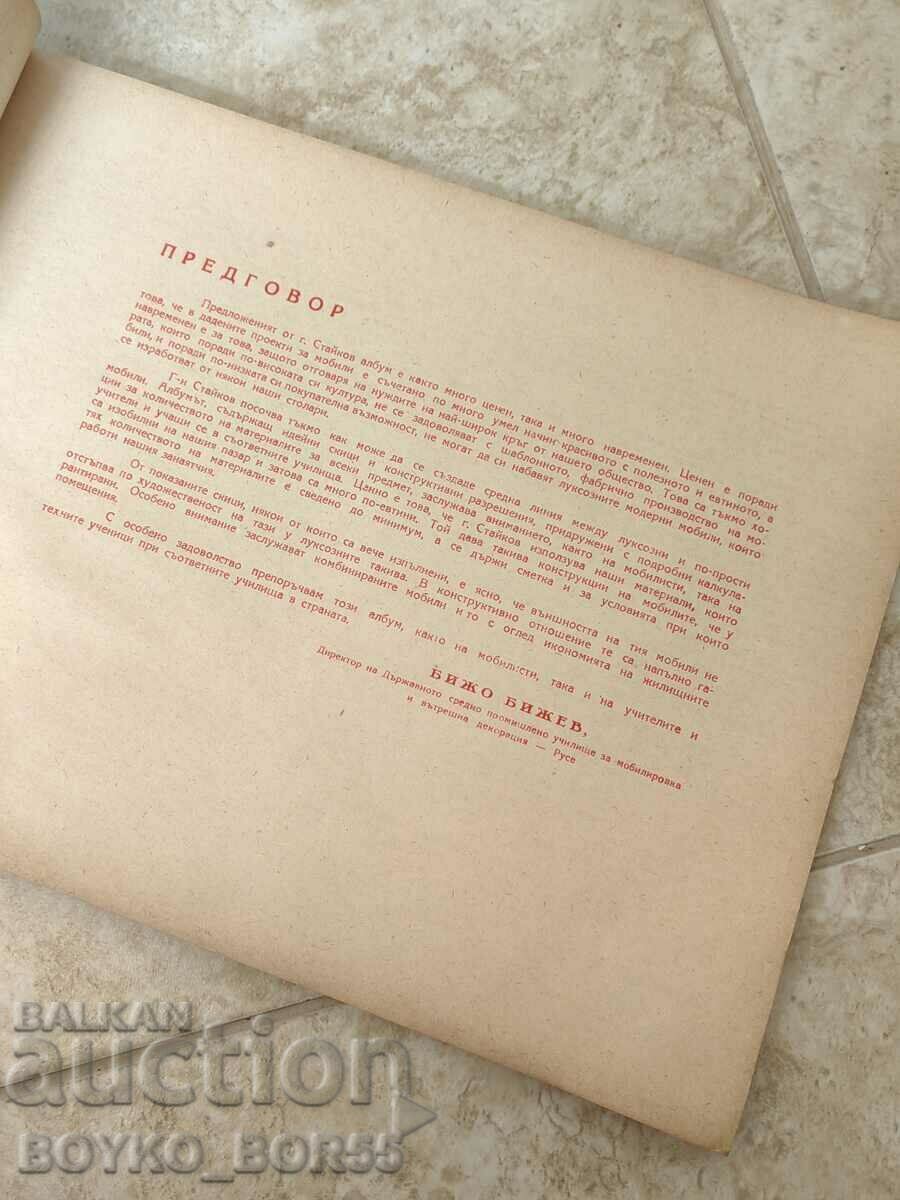 ПРЕДГОВОР
Предложеният от г. Стайков албум е както много ценен, така и много навременен. Ценен е поради
това, че в дадените проекти за мобили е съчетано по много умел начин красивото с полезното и евтиното, а
навременен е за това, защото отговаря на нуждите на най-широк кръг от нашето общество. Това са тъкмо хо-
рата, които поради по-високата си култура, не се задоволяват с шаблонното, фабрично производство на мо-
били, и поради по-низката си покупателна възможност, не могат да си набавят луксозните модерни мобили, които
се изработват от някои наши столари.
Г-н Стайков посочва тъкмо как може да се създаде средна линия между луксозни и по-прости
мобили. Албумът, съдържащ идейни скици и конструктивни разрешения, придружени с подробни калкула-
ции за количеството на материалите за всеки предмет, заслужава вниманието, както на мобилисти, така на
учители и учащи се в съответните училища. Ценно е това, че г. Стайков използува наши материали, които
са изобилни на нашия пазар и затова са много по-евтини. Той дава такива конструкции на мобилите, че у
тях количеството на материалите е сведено до минимум, а се държи сметка и за условията при които
работи нашия занаятчия.
От показаните скици, някои от които са вече изпълнени, е ясно, че външността на тия мобили не
отстъпва по художественост на тази у луксозните такива. В конструктивно отношение те са напълно га-
рантирани. Особено внимание заслужават комбинираните мобили и то с оглед икономията на жилищните
помещения.
С особено задоволство препоръчвам този албум, както на мобилисти, така и на учителите и
техните ученици при съответните училища в страната.
БИЖО БИЖЕВ,
Директор на Държавното средно промишлено училище за мобилировка
и вътрешна декорация — Русе
BALKAN
auction
BOYKO_BOR55